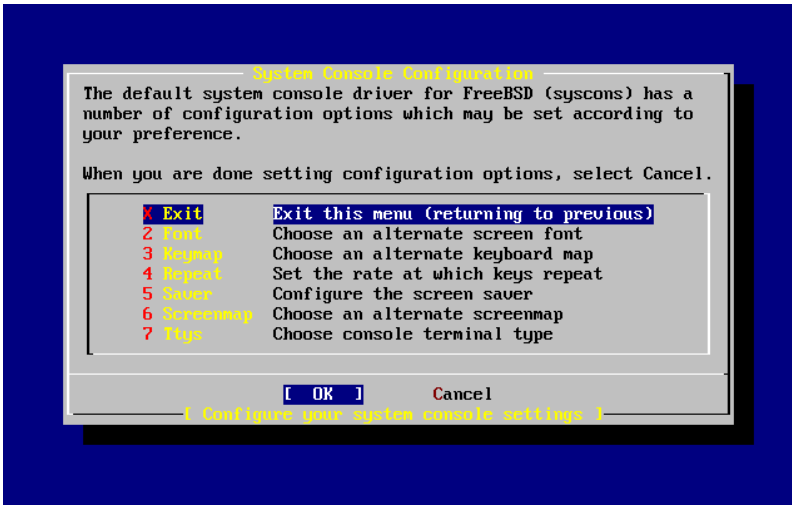 System Console Configuration
The default system console driver for FreeBSD (syscons) has a
number of configuration options which may be set according to
your preference.
When you are done setting configuration options, select Cancel.
X Exit Exit this menu (returning to previous)
2 Font Choose an alternate screen font
3 Keymap Choose an alternate keyboard map
4 Repeat Set the rate at which keys repeat
5 Saver Configure the screen saver
6 Screenmap Choose an alternate screenmap
7 Ttys Choose console terminal type
[ OK ] Cancel
[ Configure your system console settings ]